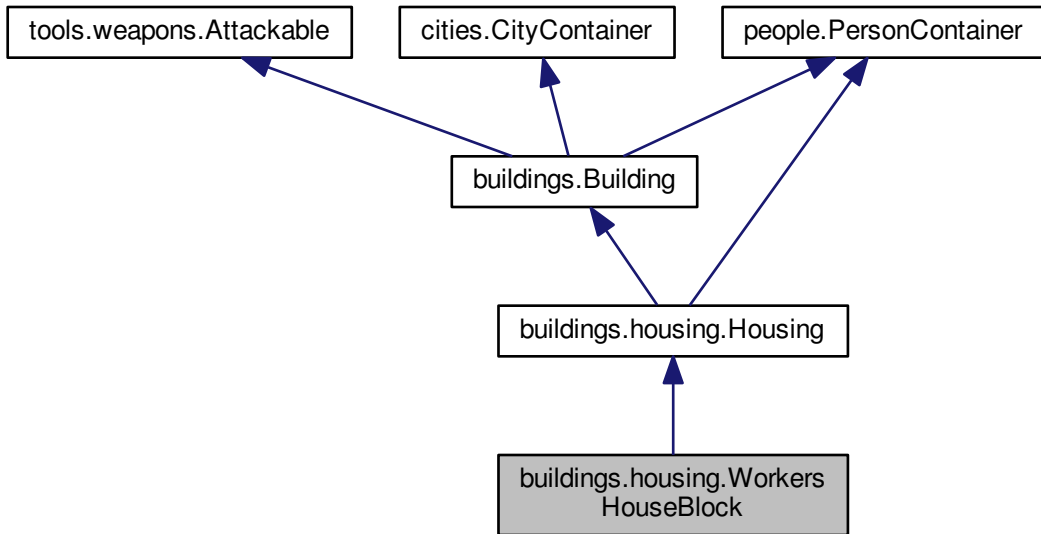 tools.weapons.Attackable
cities.CityContainer
people.PersonContainer
buildings.Building
buildings.housing.Housing
buildings.housing.Workers
HouseBlock